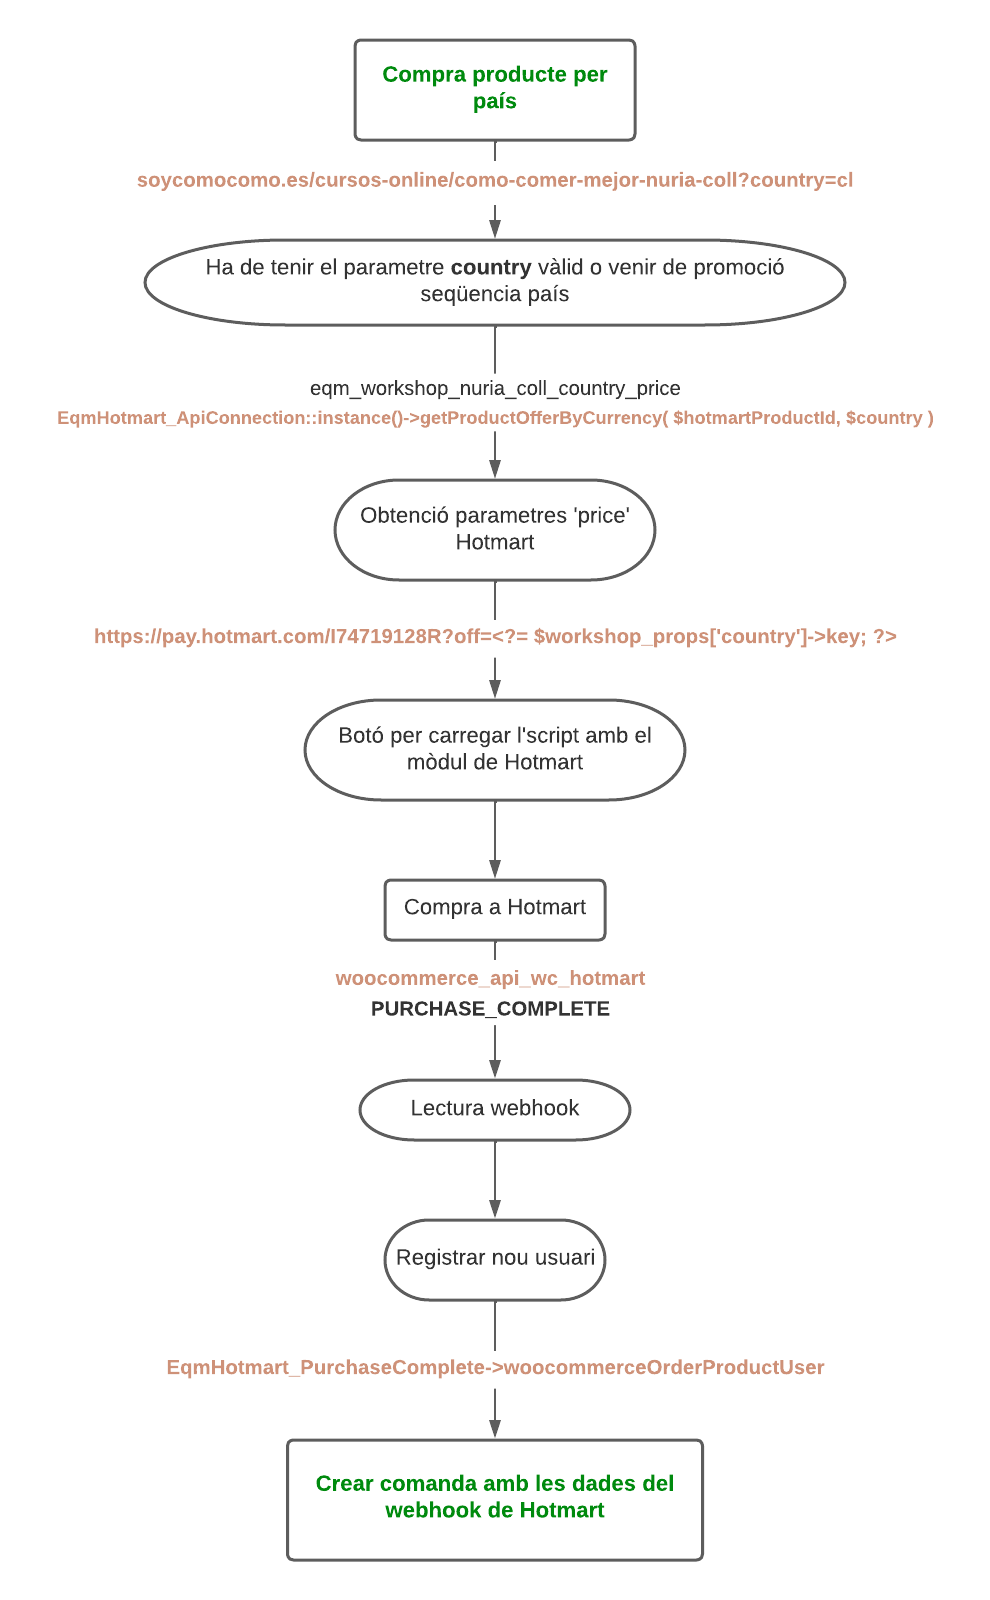 Compra producte per
país
soycomocomo.es/cursos-online/como-comer-mejor-nuria-coll?country=cl
Ha de tenir el parametre country vàlid o venir de promoció
seqüencia país
eqm_workshop_nuria_coll_country_price
EqmHotmart_ApiConnection::instance()->getProductOfferByCurrency( $hotmartProductId, $country )
Obtenció parametres 'price'
Hotmart
https://pay.hotmart.com/I74719128R?off=<?= $workshop_props['country']->key; ?>
Botó per carregar l'script amb el
mòdul de Hotmart
Compra a Hotmart
woocommerce_api_wc_hotmart
PURCHASE_COMPLETE
Lectura webhook
Registrar nou usuari
EqmHotmart_PurchaseComplete->woocommerceOrderProductUser
Crear comanda amb les dades del
webhook de Hotmart